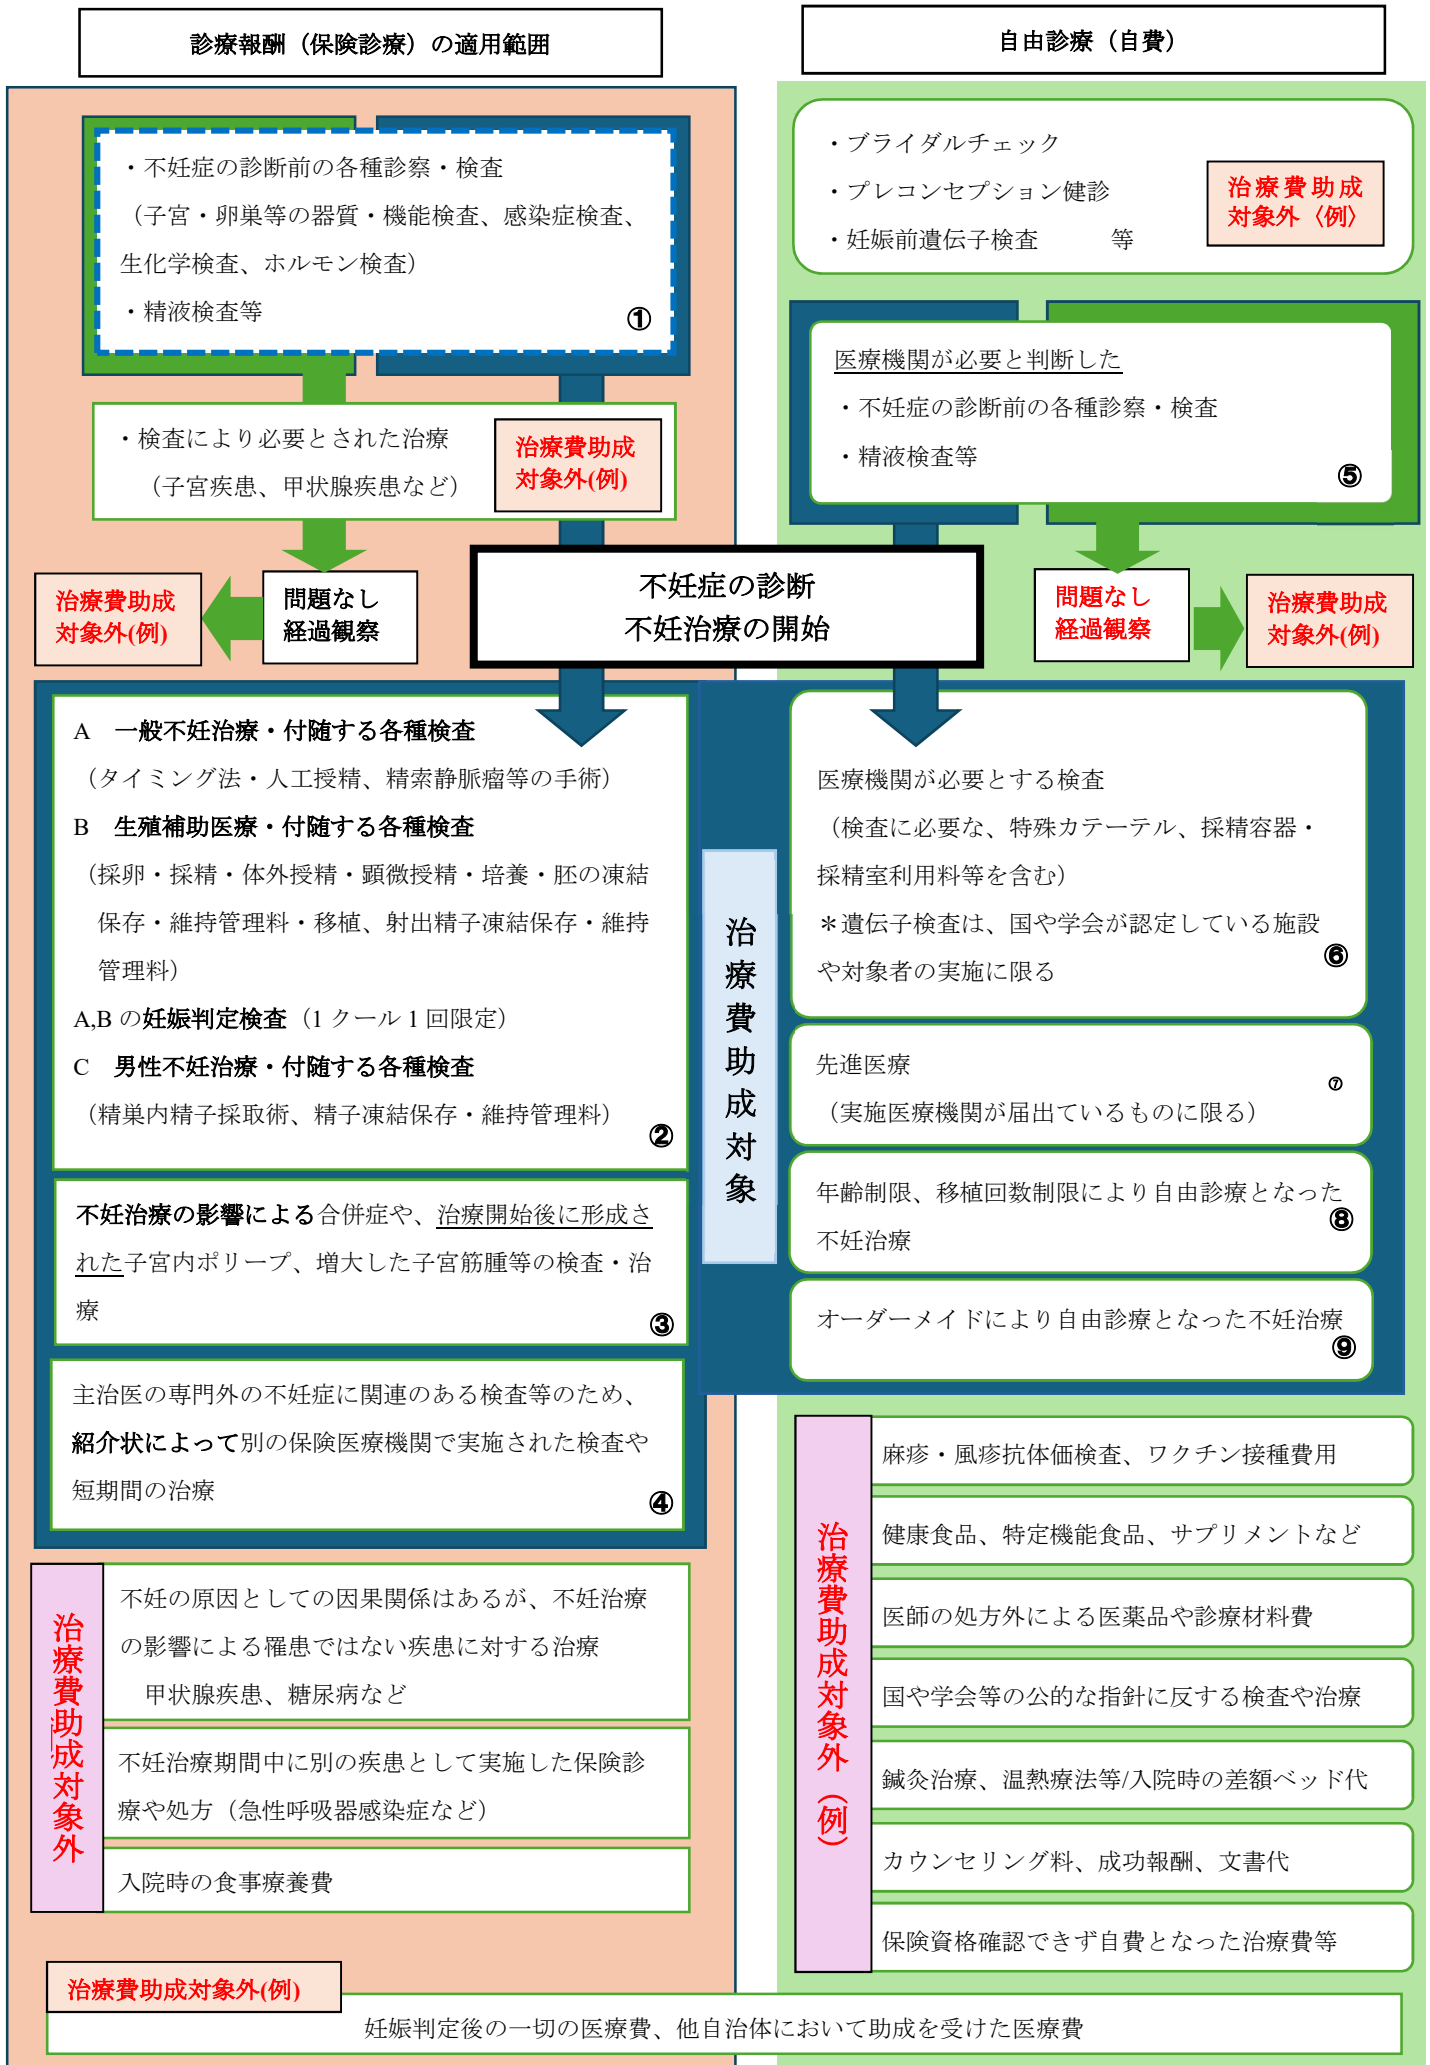 診療報酬（保険診療）の適用範囲
・不妊症の診断前の各種診察・検査
（子宮・卵巣等の器質・機能検査、感染症検査、
生化学検査、ホルモン検査）
・精液検査等
①
・検査により必要とされた治療
（子宮疾患、甲状腺疾患など）
治療費助成
対象外(例)
問題なし
経過観察
治療費助成
対象外(例)
自由診療（自費）
・ブライダルチェック
・プレコンセプション健診
・妊娠前遺伝子検査　　　等
治療費助成
対象外〈例〉
医療機関が必要と判断した
・不妊症の診断前の各種診察・検査
・精液検査等
⑤
問題なし
経過観察
治療費助成
対象外(例)
不妊症の診断
不妊治療の開始
A　一般不妊治療・付随する各種検査
（タイミング法・人工授精、精索静脈瘤等の手術）
B　生殖補助医療・付随する各種検査
（採卵・採精・体外授精・顕微授精・培養・胚の凍結
保存・維持管理料・移植、射出精子凍結保存・維持
管理料）
A,B の妊娠判定検査（1 クール 1 回限定）
C　男性不妊治療・付随する各種検査
（精巣内精子採取術、精子凍結保存・維持管理料）
②
不妊治療の影響による合併症や、治療開始後に形成さ
れた子宮内ポリープ、増大した子宮筋腫等の検査・治
療
③
主治医の専門外の不妊症に関連のある検査等のため、
紹介状によって別の保険医療機関で実施された検査や
短期間の治療
④
治療費助成対象
医療機関が必要とする検査
（検査に必要な、特殊カテーテル、採精容器・
採精室利用料等を含む）
＊遺伝子検査は、国や学会が認定している施設
や対象者の実施に限る
⑥
先進医療
（実施医療機関が届出ているものに限る）
⑦
年齢制限、移植回数制限により自由診療となった
不妊治療
⑧
オーダーメイドにより自由診療となった不妊治療
⑨
治療費助成対象外
不妊の原因としての因果関係はあるが、不妊治療
の影響による罹患ではない疾患に対する治療
甲状腺疾患、糖尿病など
不妊治療期間中に別の疾患として実施した保険診
療や処方（急性呼吸器感染症など）
入院時の食事療養費
治療費助成対象外（例）
麻疹・風疹抗体価検査、ワクチン接種費用
健康食品、特定機能食品、サプリメントなど
医師の処方外による医薬品や診療材料費
国や学会等の公的な指針に反する検査や治療
鍼灸治療、温熱療法等/入院時の差額ベッド代
カウンセリング料、成功報酬、文書代
保険資格確認できず自費となった治療費等
治療費助成対象外(例)
妊娠判定後の一切の医療費、他自治体において助成を受けた医療費